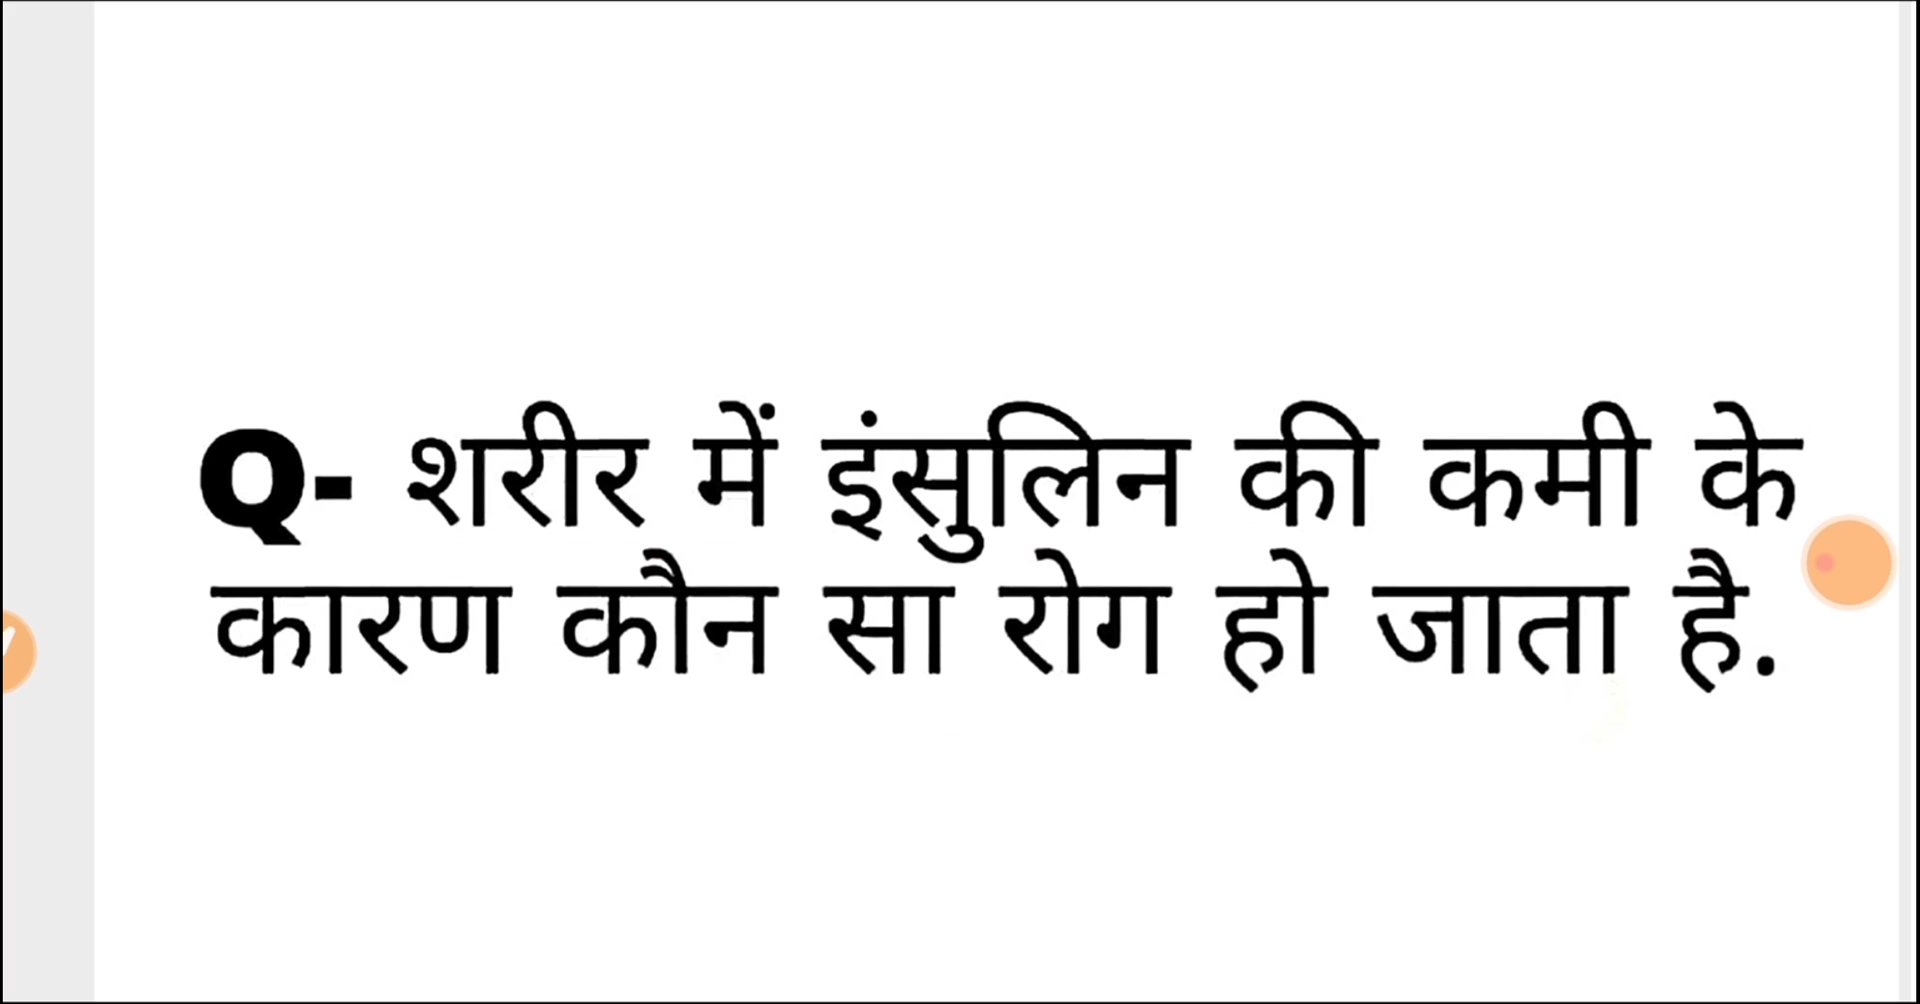 Q- शरीर में इंसुलिन की कमी के
कारण कौन सा रोग हो जाता है.